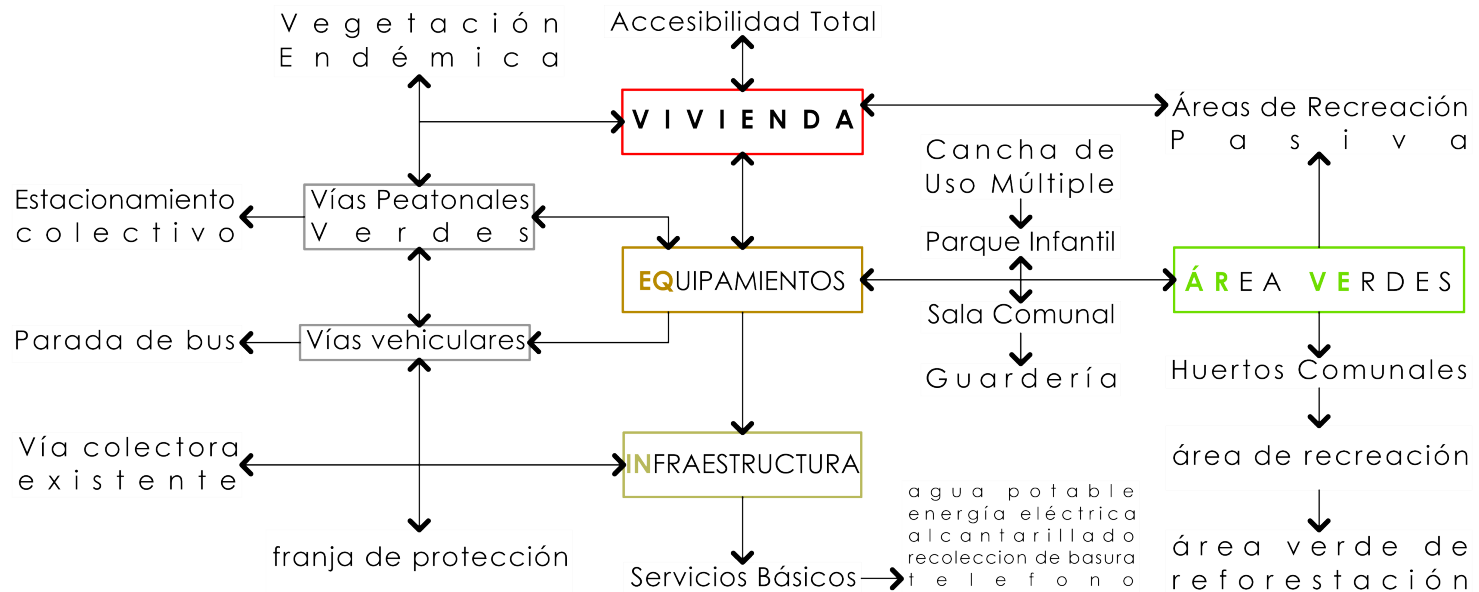 Vegetación
Endémica
Accesibilidad Total
VIVIENDA
Áreas de Recreación
Pasiva
Cancha de
Uso Múltiple
Estacionamiento
colectivo
Vías Peatonales
Verdes
Parque Infantil
EQUIPAMIENTOS
ÁREA VERDES
Sala Comunal
Parada de bus
Vías vehiculares
Guardería
Huertos Comunales
Vía colectora
existente
INFRAESTRUCTURA
área de recreación
franja de protección
Servicios Básicos
agua potable
energía eléctrica
alcantarillado
recoleccion de basura
telefono
área verde de
reforestación